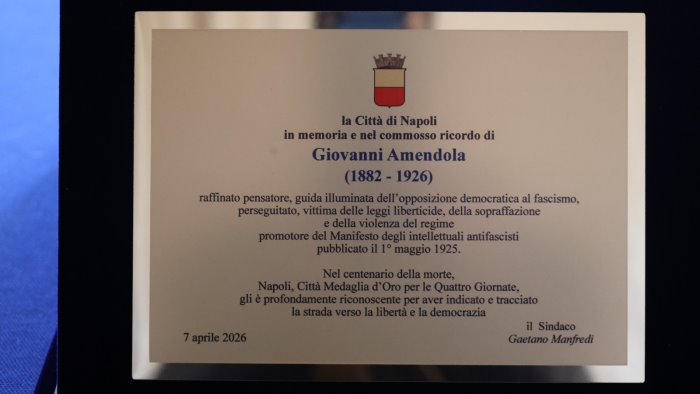 la Città di Napoli
in memoria e nel commosso ricordo di
Giovanni Amendola
(1882 - 1926)
raffinato pensatore, guida illuminata dell'opposizione democratica al fascismo,
perseguitato, vittima delle leggi liberticide, della sopraffazione
e della violenza del regime
promotore del Manifesto degli intellettuali antifascisti
pubblicato il 1° maggio 1925.
Nel centenario della morte,
Napoli, Città Medaglia d'Oro per le Quattro Giornate,
gli è profondamente riconoscente per aver indicato e tracciato
la strada verso la libertà e la democrazia
7 aprile 2026
il Sindaco
Gaetano Manfredi